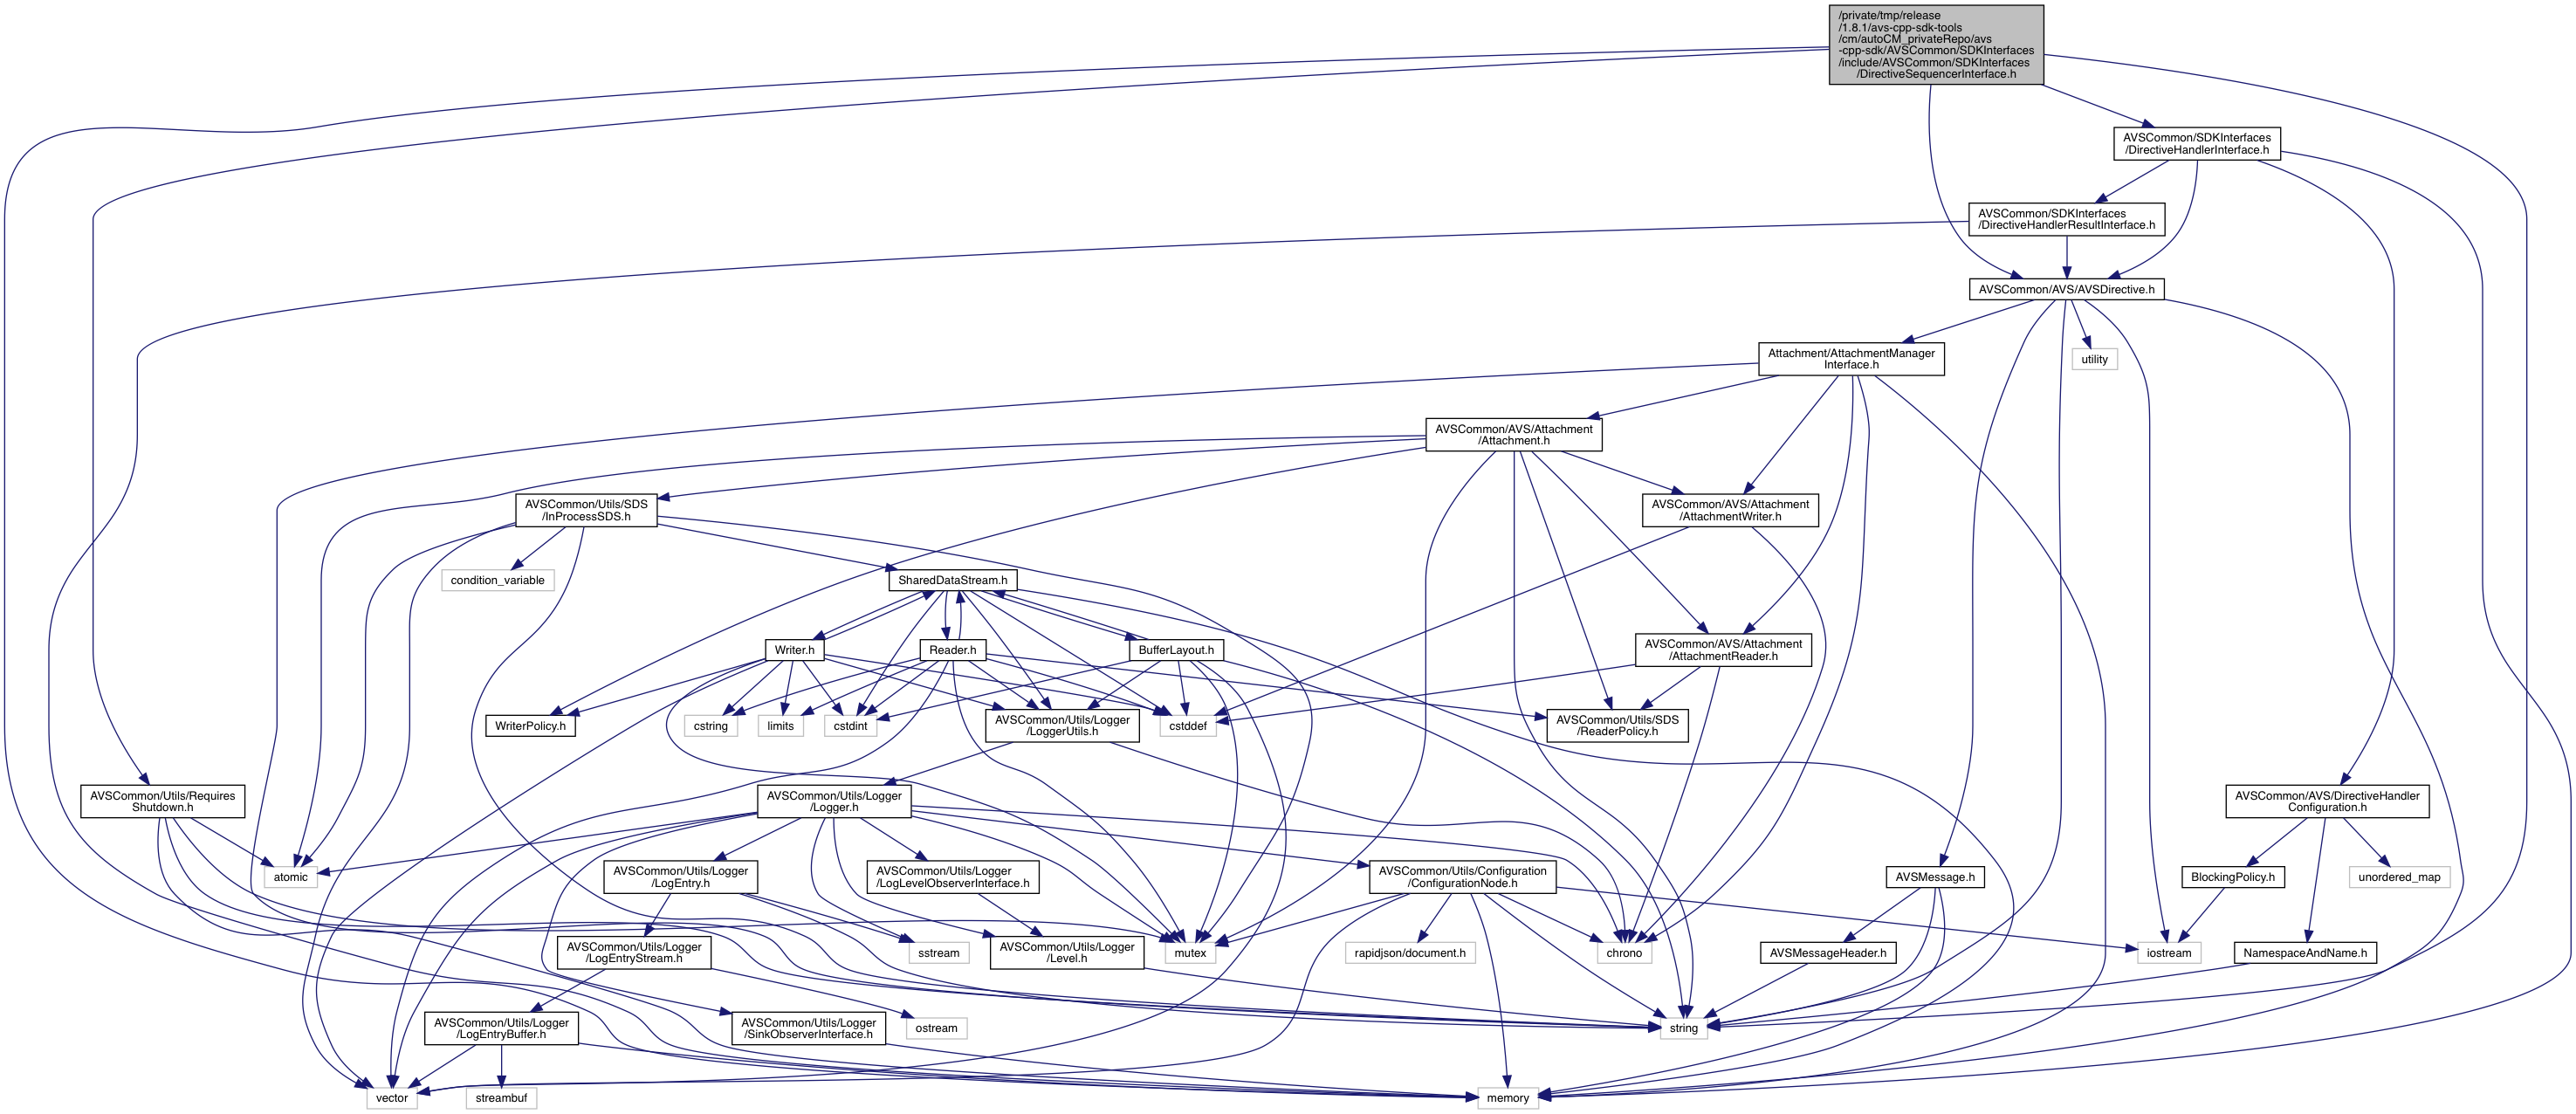 /private/tmp/release
/1.8.1/avs-cpp-sdk-tools
/cm/autoCM_privateRepo/avs
-cpp-sdk/AVSCommon/SDKInterfaces
/include/AVSCommon/SDKInterfaces
/DirectiveSequencerInterface.h
AVSCommon/SDKInterfaces
/DirectiveHandlerInterface.h
AVSCommon/SDKInterfaces
/DirectiveHandlerResultInterface.h
AVSCommon/AVS/AVSDirective.h
Attachment/AttachmentManager
Interface.h
utility
AVSCommon/AVS/Attachment
/Attachment.h
AVSCommon/Utils/SDS
/InProcessSDS.h
AVSCommon/AVS/Attachment
/AttachmentWriter.h
condition_variable
SharedDataStream.h
Writer.h
Reader.h
BufferLayout.h
AVSCommon/AVS/Attachment
/AttachmentReader.h
WriterPolicy.h
cstring
limits
cstdint
AVSCommon/Utils/Logger
/LoggerUtils.h
cstddef
AVSCommon/Utils/SDS
/ReaderPolicy.h
AVSCommon/Utils/Requires
Shutdown.h
AVSCommon/Utils/Logger
/Logger.h
AVSCommon/AVS/DirectiveHandler
Configuration.h
atomic
AVSCommon/Utils/Logger
/LogEntry.h
AVSCommon/Utils/Logger
/LogLevelObserverInterface.h
AVSCommon/Utils/Configuration
/ConfigurationNode.h
AVSMessage.h
BlockingPolicy.h
unordered_map
AVSCommon/Utils/Logger
/LogEntryStream.h
sstream
AVSCommon/Utils/Logger
/Level.h
mutex
rapidjson/document.h
chrono
AVSMessageHeader.h
iostream
NamespaceAndName.h
AVSCommon/Utils/Logger
/LogEntryBuffer.h
AVSCommon/Utils/Logger
/SinkObserverInterface.h
ostream
string
vector
streambuf
memory